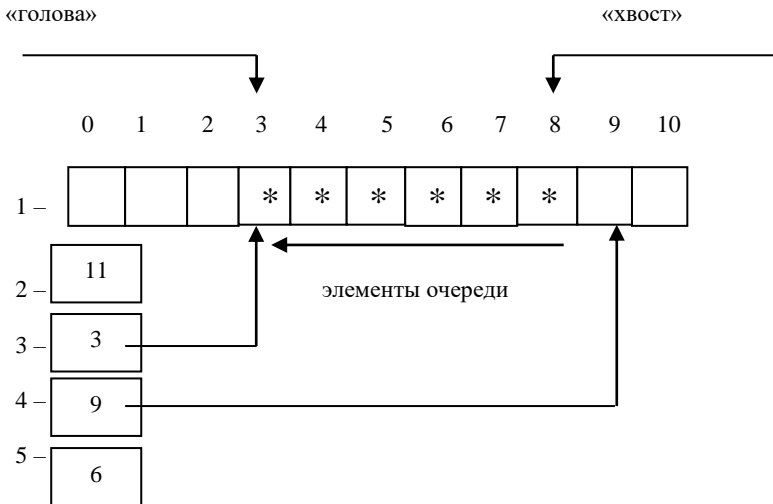 «голова» «хвост»
0 1 2 3 4 5 6 7 8 9 10
1 – * * * * * *
2 – 11
элементы очереди
3 – 3
4 – 9
5 – 6